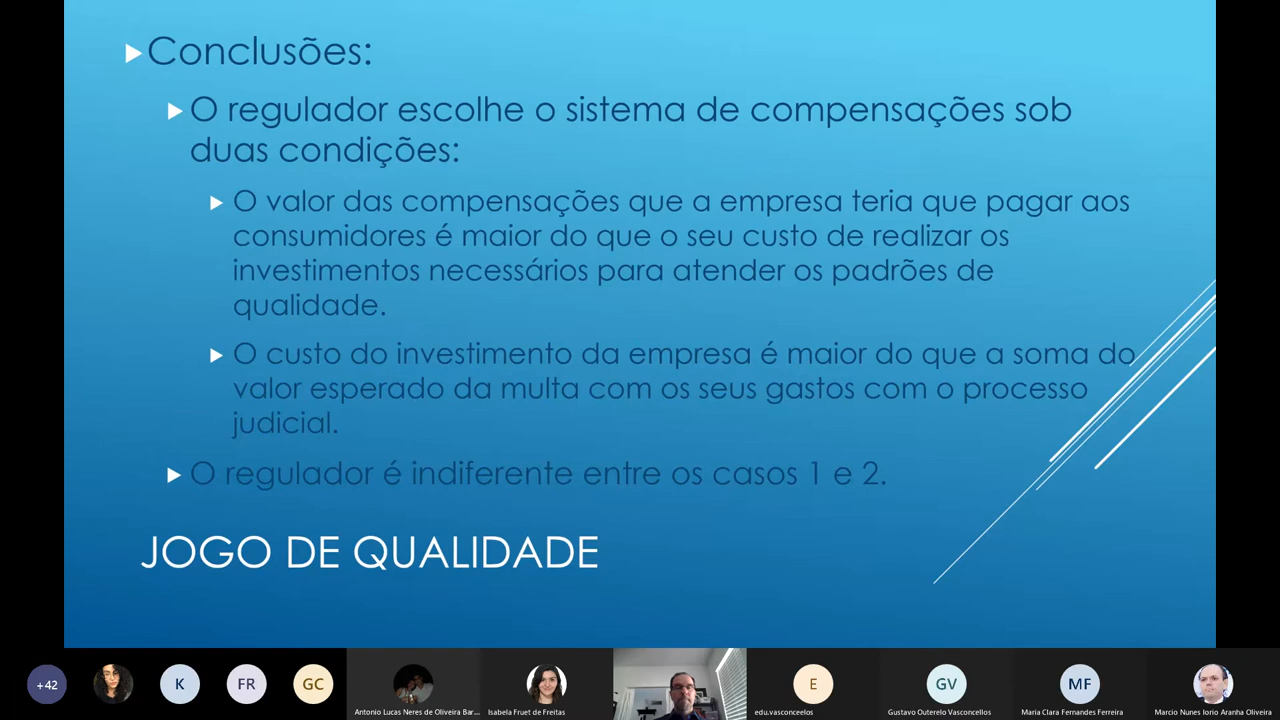 Conclusões:
O regulador escolhe o sistema de compensações sob
duas condições:
O valor das compensações que a empresa teria que pagar aos
consumidores é maior do que o seu custo de realizar os
investimentos necessários para atender os padrões de
qualidade.
O custo do investimento da empresa é maior do que a soma do
valor esperado da multa com os seus gastos com o processo
judicial.
O regulador é indiferente entre os casos 1 e 2.
JOGO DE QUALIDADE
+42
K
FR
GC
E
GV
MF
Antonio Lucas Neres de Oliveira Bar...
Isabela Fruet de Freitas
edu.vasconceelos
Gustavo Outerelo Vasconcellos
Maria Clara Fernandes Ferreira
Marcio Nunes Iorio Aranha Oliveira